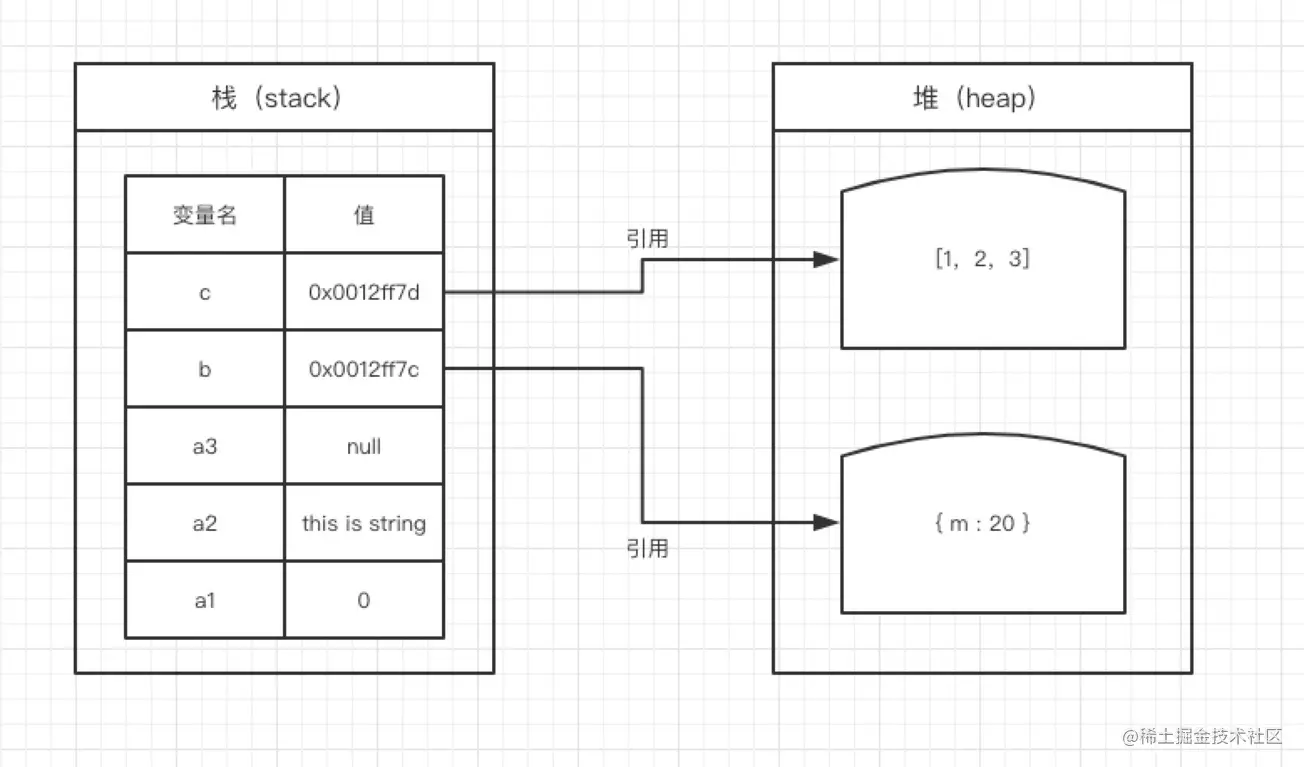 栈（stack）
变量名 值
c 0x0012ff7d
b 0x0012ff7c
a3 null
a2 this is string
a1 0
引用
引用
堆（heap）
[1，2，3]
{ m : 20 }
@稀土掘金技术社区